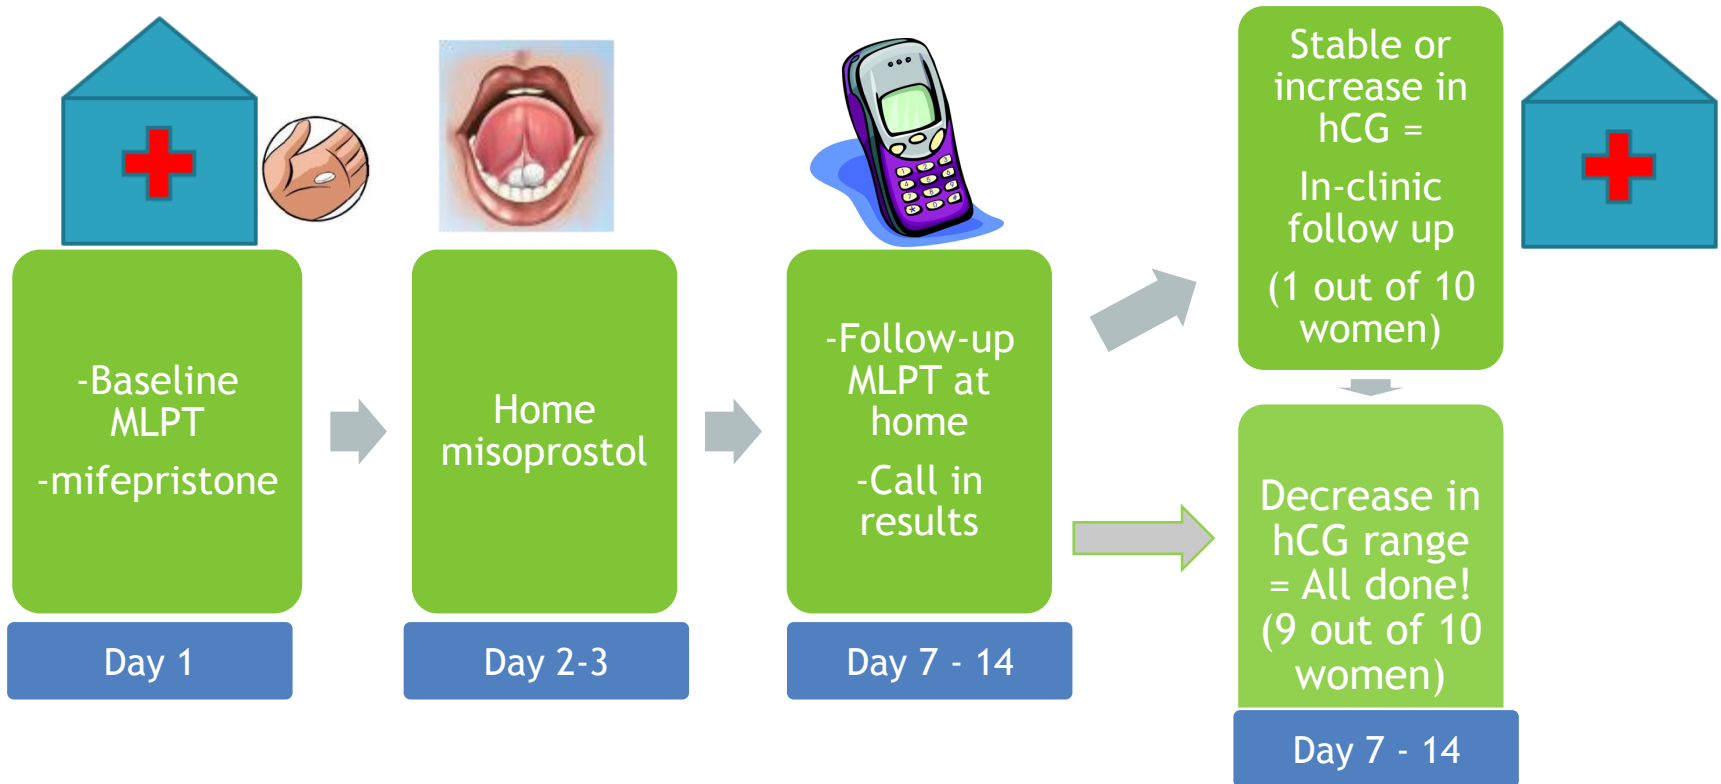 -Baseline
MLPT
-mifepristone
Day 1
Home
misoprostol
Day 2-3
-Follow-up
MLPT at
home
-Call in
results
Day 7 - 14
Stable or
increase in
hCG =
In-clinic
follow up
(1 out of 10
women)
Decrease in
hCG range
= All done!
(9 out of 10
women)
Day 7 - 14